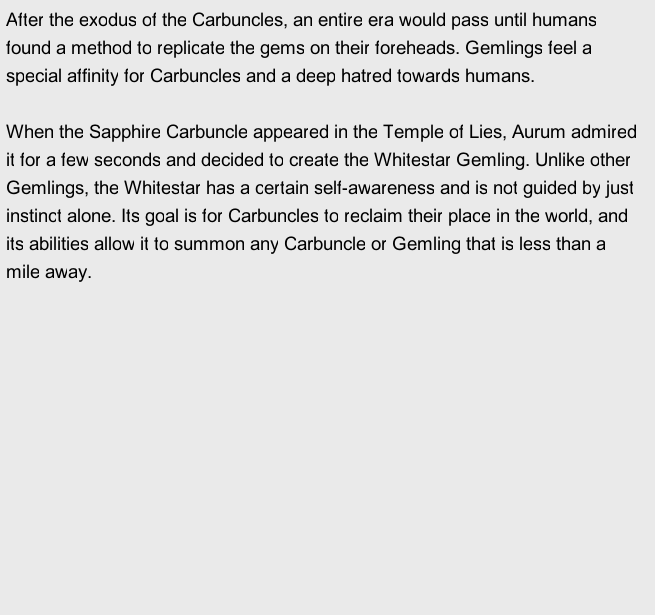 After the exodus of the Carbuncles, an entire era would pass until humans
found a method to replicate the gems on their foreheads. Gemlings feel a
special affinity for Carbuncles and a deep hatred towards humans.

When the Sapphire Carbuncle appeared in the Temple of Lies, Aurum admired
it for a few seconds and decided to create the Whitestar Gemling. Unlike other
Gemlings, the Whitestar has a certain self-awareness and is not guided by just
instinct alone. Its goal is for Carbuncles to reclaim their place in the world, and
its abilities allow it to summon any Carbuncle or Gemling that is less than a
mile away.